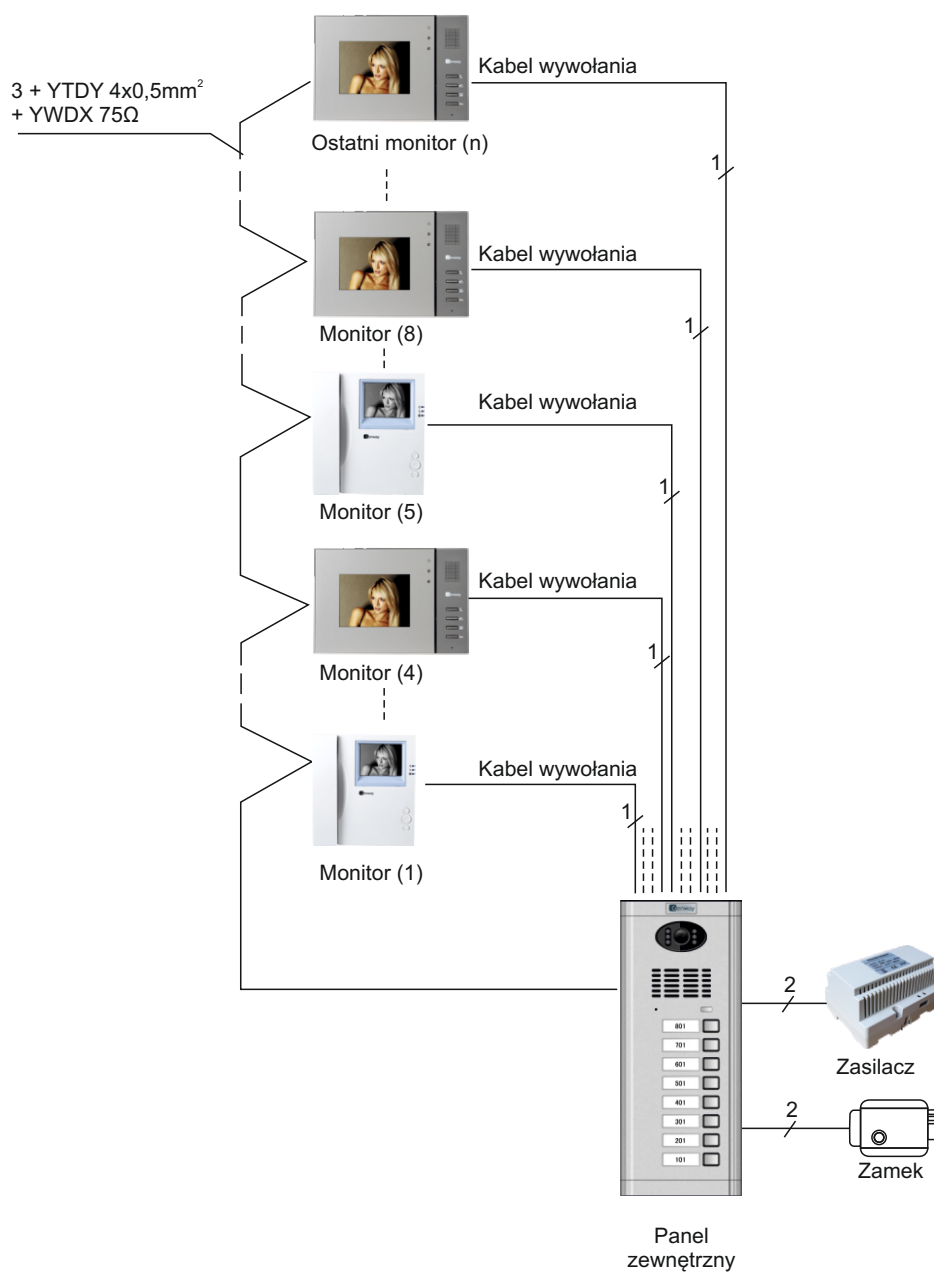 3 + YTDY 4x0,5mm²
+ YWDX 75Ω
Kabel wywołania
Ostatni monitor (n)
1
Kabel wywołania
Monitor (8)
1
Kabel wywołania
Monitor (5)
1
Kabel wywołania
Monitor (4)
1
Kabel wywołania
Monitor (1)
1
Genway
801
701
601
501
401
301
201
101
2
Zasilacz
2
Zamek
Panel
zewnętrzny